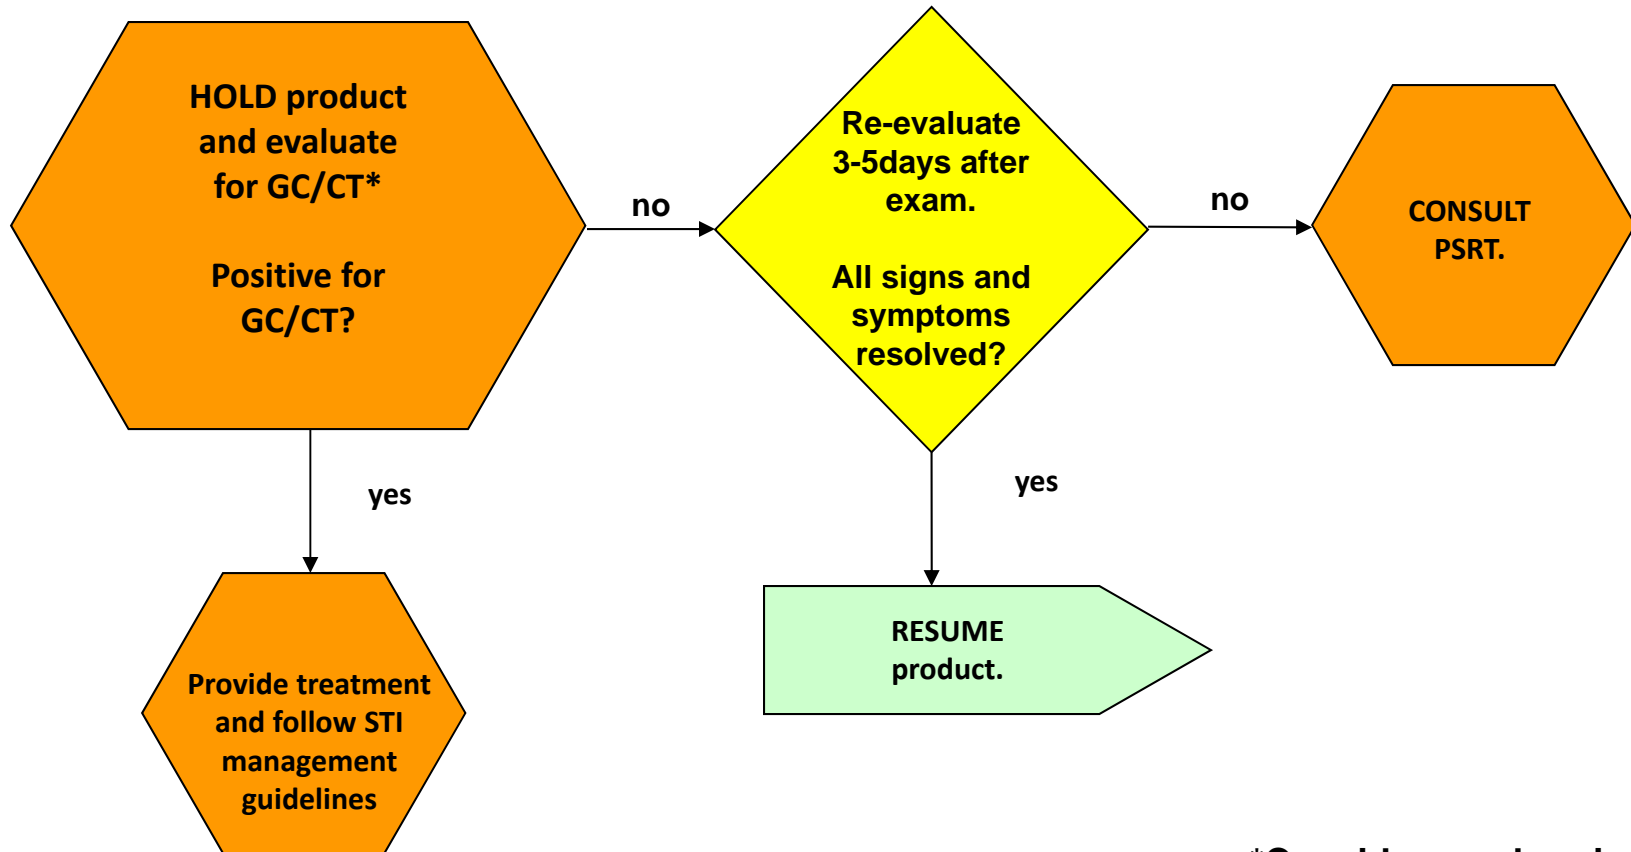 HOLD product
and evaluate
for GC/CT*
Positive for
GC/CT?
no
Re-evaluate
3-5days after
exam.
All signs and
symptoms
resolved?
no
CONSULT
PSRT.
yes
yes
RESUME
product.
Provide treatment
and follow STI
management
guidelines